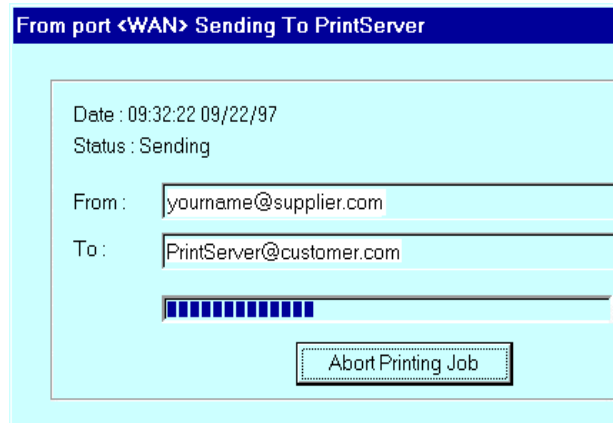 From port <WAN> Sending To PrintServer
Date : 09:32:22 09/22/97
Status : Sending
From : yourname@supplier.com
To : PrintServer@customer.com
Abort Printing Job